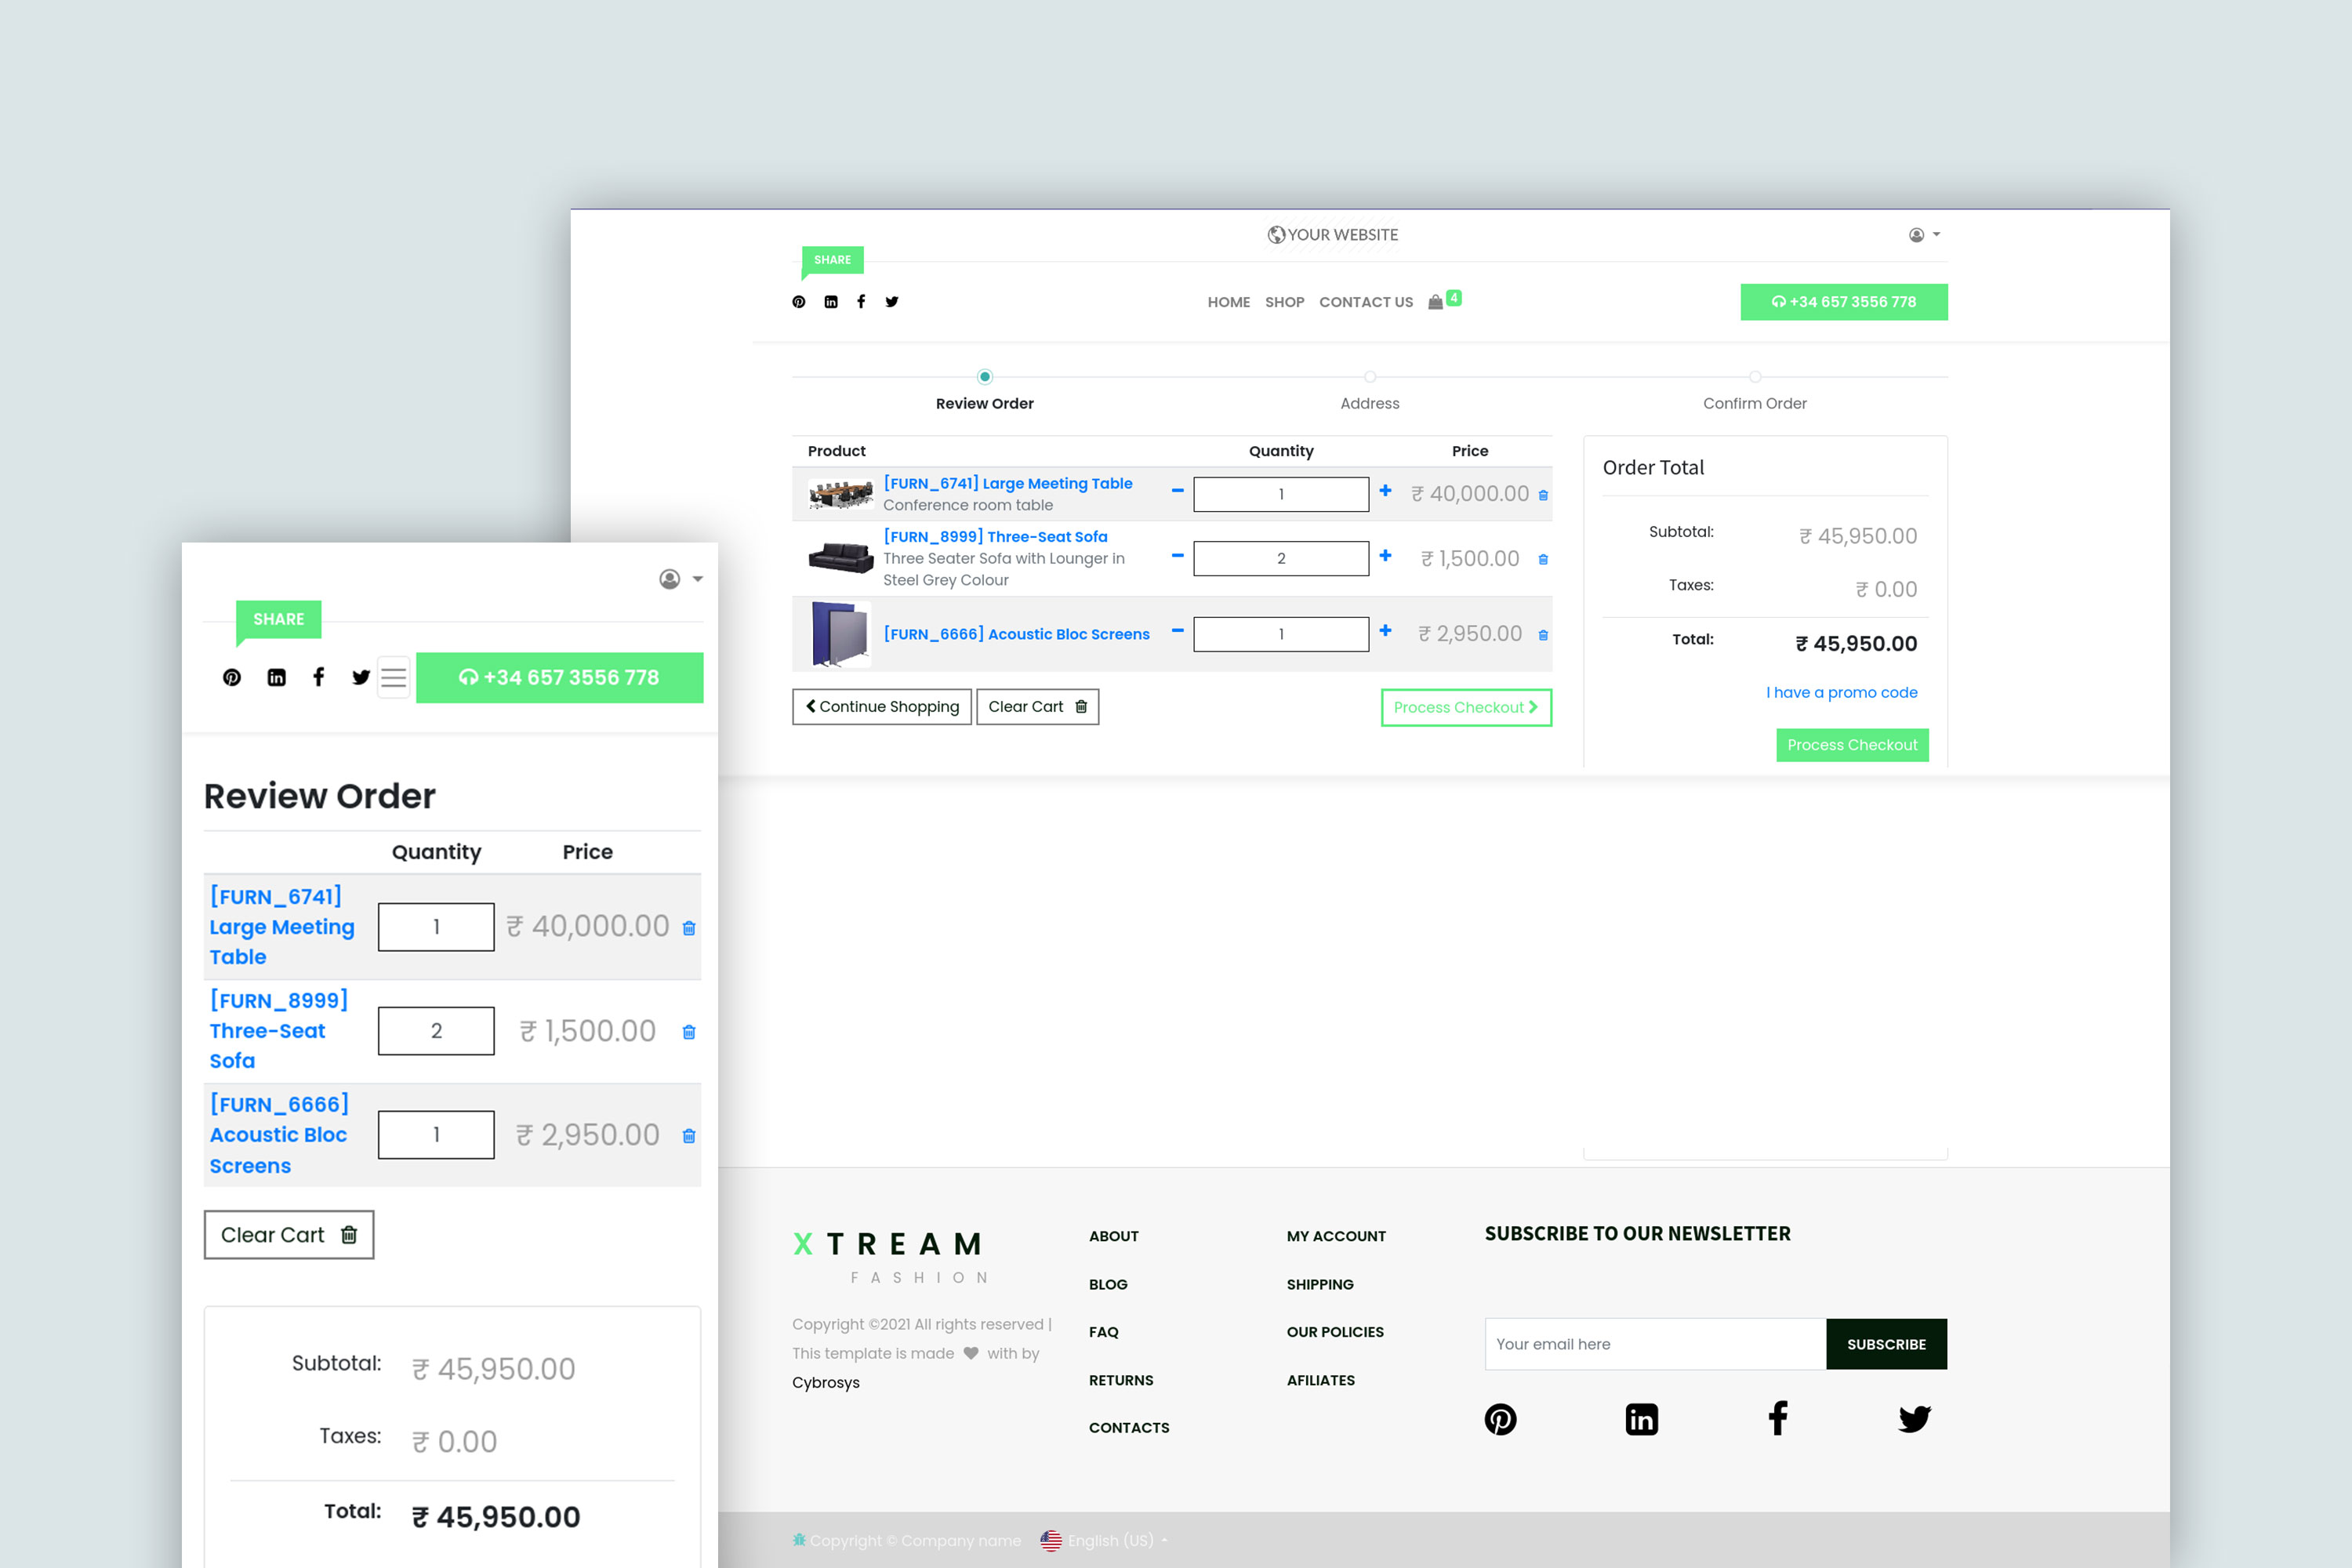 YOUR WEBSITE
SHARE
HOME SHOP CONTACT US 4
+34 657 3556 778
Review Order Address Confirm Order
Product Quantity Price
[FURN_6741] Large Meeting Table
Conference room table
1 ₹ 40,000.00
[FURN_8999] Three-Seat Sofa
Three Seater Sofa with Lounger in
Steel Grey Colour
2 ₹ 1,500.00
[FURN_6666] Acoustic Bloc Screens
1 ₹ 2,950.00
Continue Shopping Clear Cart Process Checkout
Order Total
Subtotal: ₹ 45,950.00
Taxes: ₹ 0.00
Total: ₹ 45,950.00
I have a promo code
Process Checkout
SHARE
+34 657 3556 778
Review Order
Quantity Price
[FURN_6741]
Large Meeting
Table
1 ₹ 40,000.00
[FURN_8999]
Three-Seat
Sofa
2 ₹ 1,500.00
[FURN_6666]
Acoustic Bloc
Screens
1 ₹ 2,950.00
Clear Cart
Subtotal: ₹ 45,950.00
Taxes: ₹ 0.00
Total: ₹ 45,950.00
XTREAM
FASHION
Copyright ©2021 All rights reserved |
This template is made with by
Cybrosys
ABOUT
BLOG
FAQ
RETURNS
CONTACTS
MY ACCOUNT
SHIPPING
OUR POLICIES
AFILIATES
SUBSCRIBE TO OUR NEWSLETTER
Your email here SUBSCRIBE
Copyright © Company name English (US)